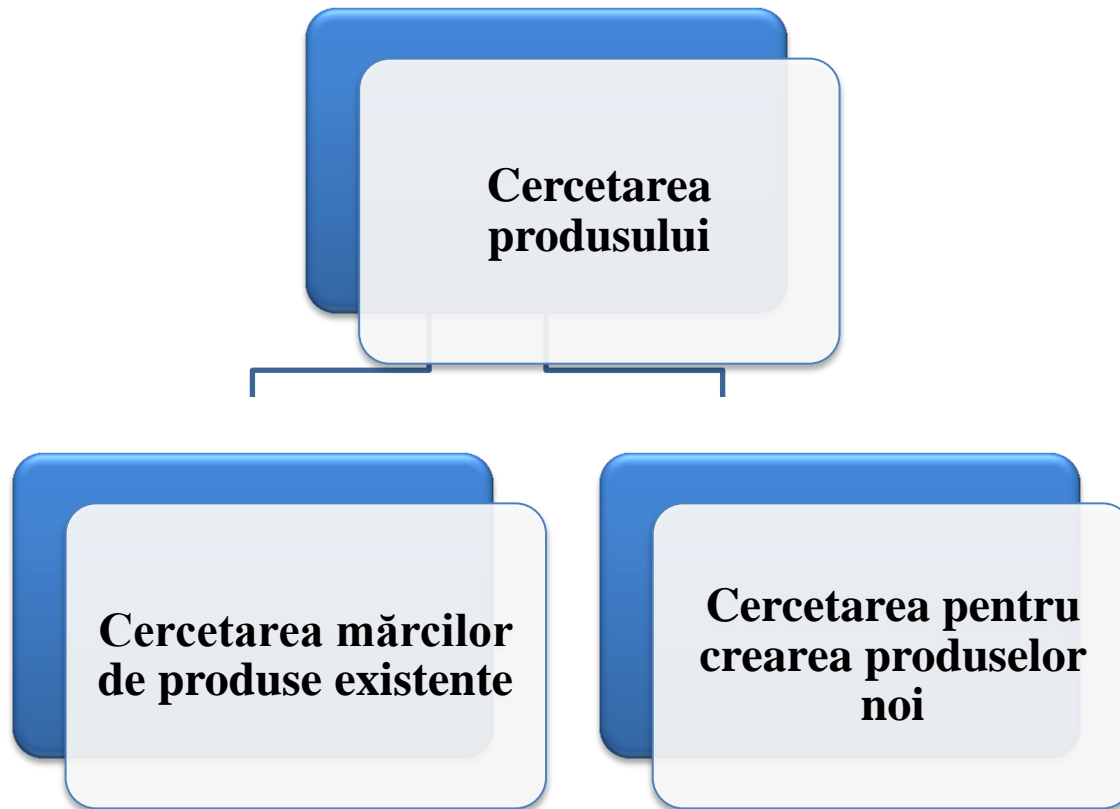 Cercetarea
produsului
Cercetarea mărcilor
de produse existente
Cercetarea pentru
crearea produselor
noi